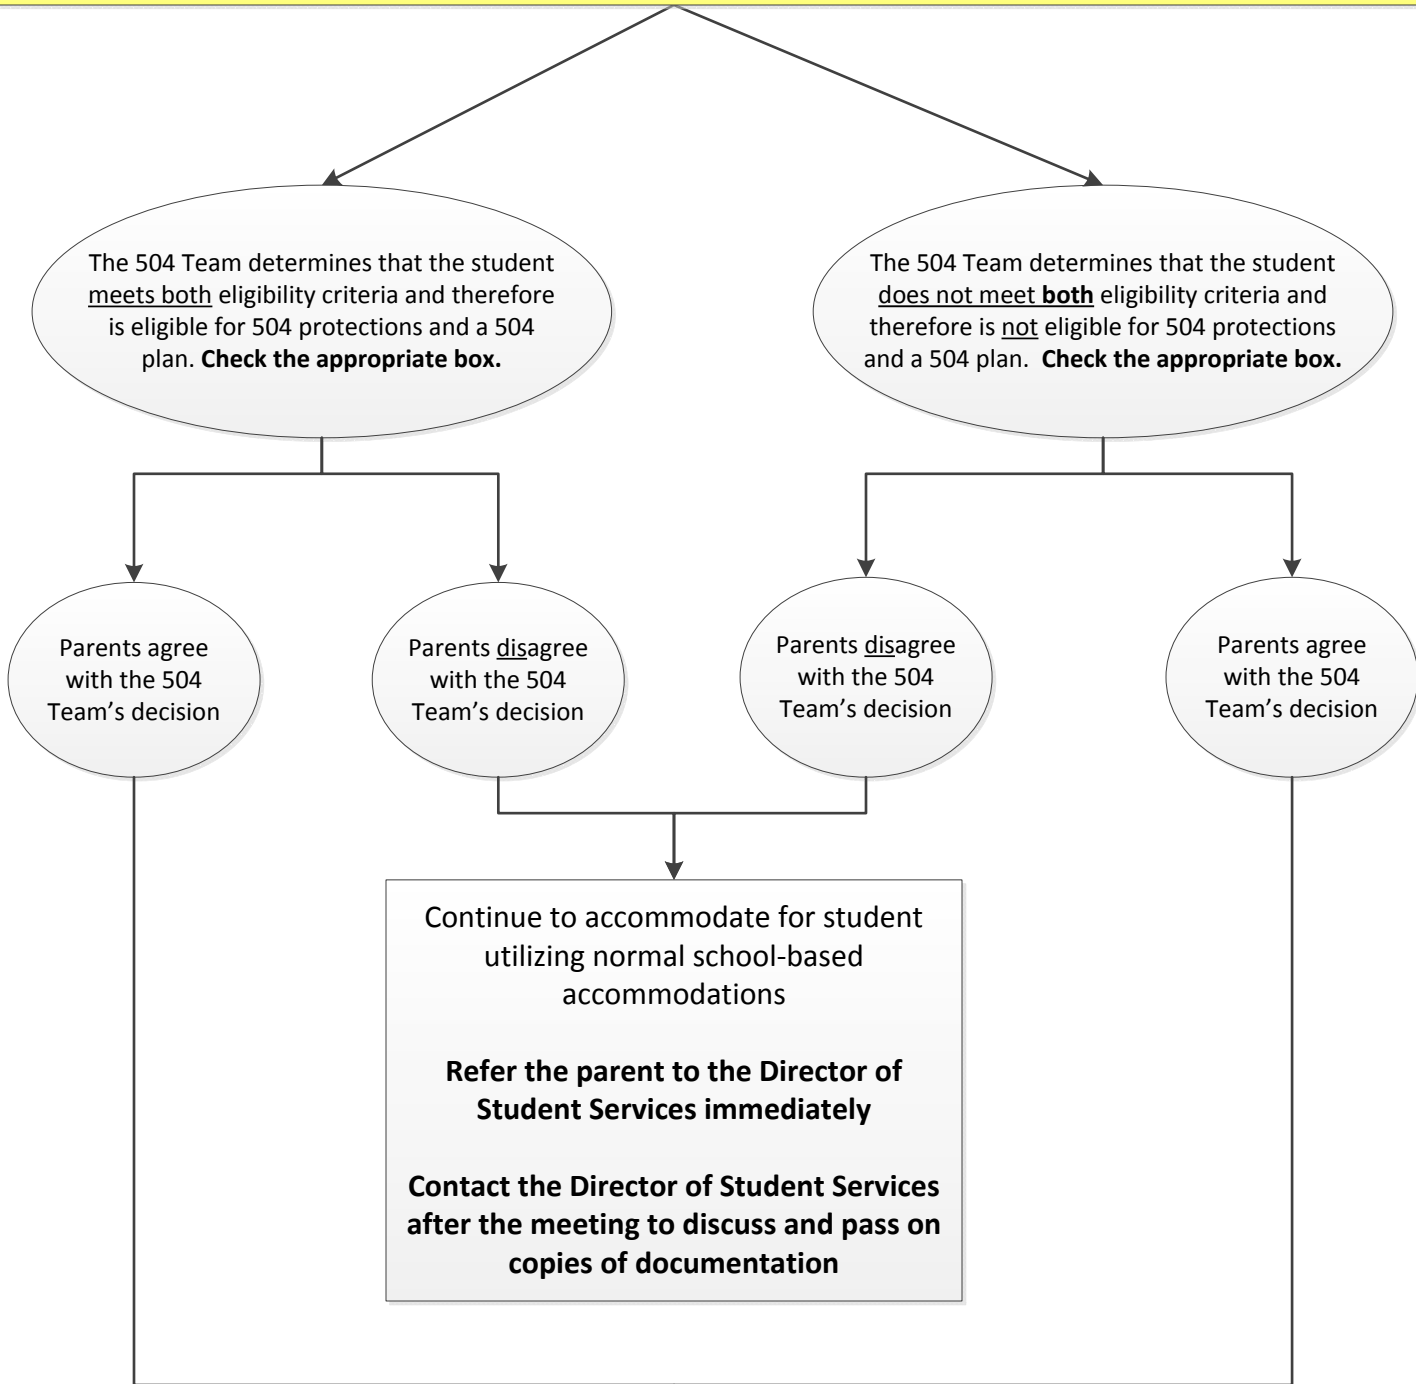 The 504 Team determines that the student
meets both eligibility criteria and therefore
is eligible for 504 protections and a 504
plan. Check the appropriate box.
The 504 Team determines that the student
does not meet both eligibility criteria and
therefore is not eligible for 504 protections
and a 504 plan.  Check the appropriate box.
Parents agree
with the 504
Team’s decision
Parents disagree
with the 504
Team’s decision
Parents disagree
with the 504
Team’s decision
Parents agree
with the 504
Team’s decision
Continue to accommodate for student
utilizing normal school-based
accommodations
Refer the parent to the Director of
Student Services immediately
Contact the Director of Student Services
after the meeting to discuss and pass on
copies of documentation